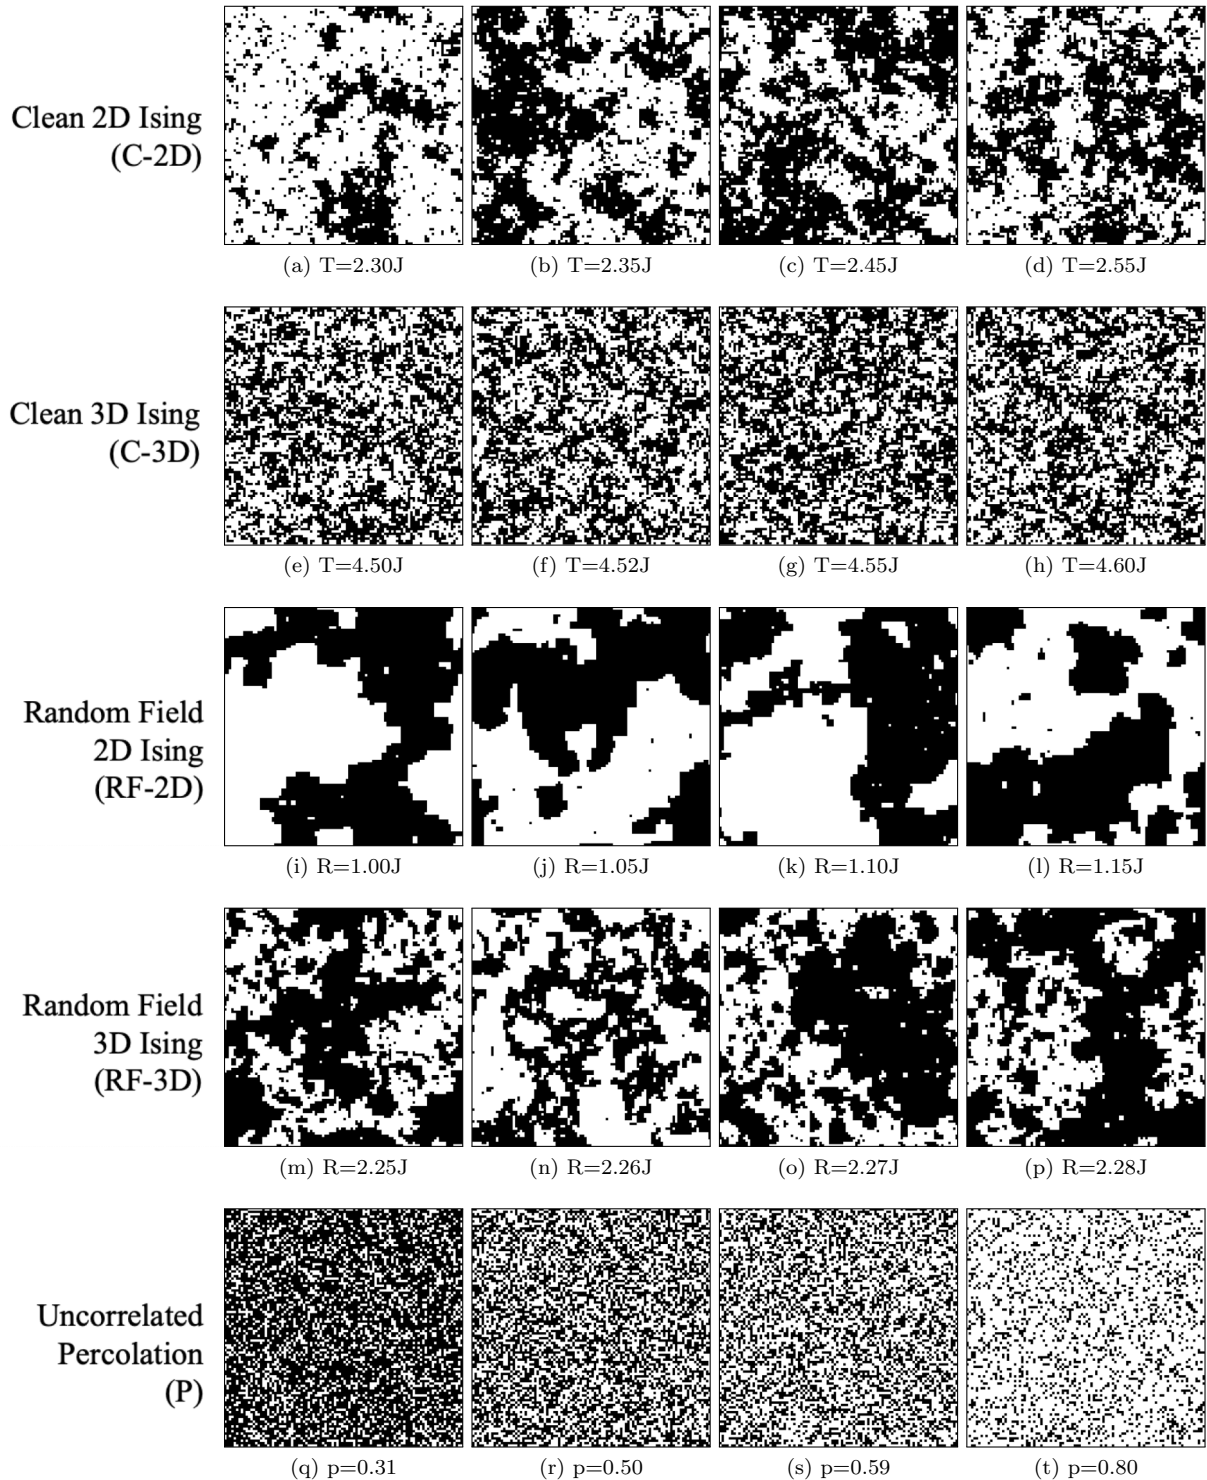 Clean 2D Ising
(C-2D)
(a) T=2.30J
(b) T=2.35J
(c) T=2.45J
(d) T=2.55J
Clean 3D Ising
(C-3D)
(e) T=4.50J
(f) T=4.52J
(g) T=4.55J
(h) T=4.60J
Random Field
2D Ising
(RF-2D)
(i) R=1.00J
(j) R=1.05J
(k) R=1.10J
(l) R=1.15J
Random Field
3D Ising
(RF-3D)
(m) R=2.25J
(n) R=2.26J
(o) R=2.27J
(p) R=2.28J
Uncorrelated
Percolation
(P)
(q) p=0.31
(r) p=0.50
(s) p=0.59
(t) p=0.80